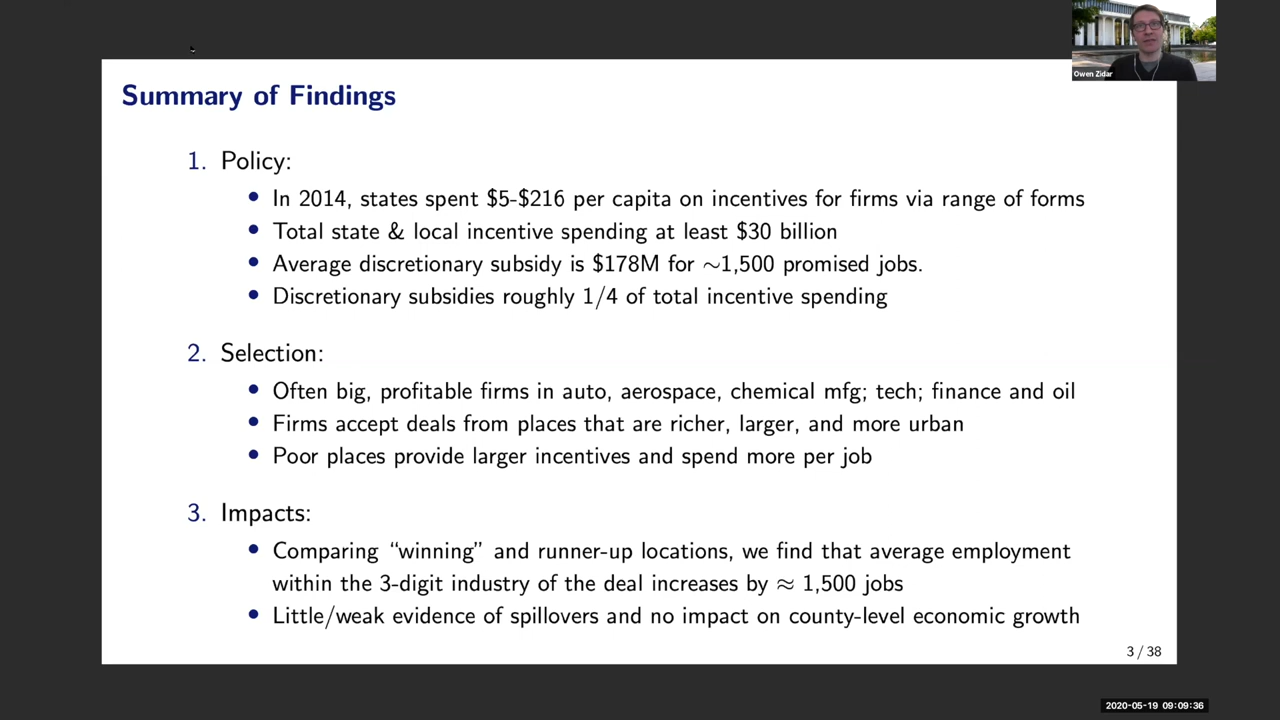 Owen Zidar
Summary of Findings
1. Policy:
• In 2014, states spent $5-$216 per capita on incentives for firms via range of forms
• Total state & local incentive spending at least $30 billion
• Average discretionary subsidy is $178M for ~1,500 promised jobs.
• Discretionary subsidies roughly 1/4 of total incentive spending
2. Selection:
• Often big, profitable firms in auto, aerospace, chemical mfg; tech; finance and oil
• Firms accept deals from places that are richer, larger, and more urban
• Poor places provide larger incentives and spend more per job
3. Impacts:
• Comparing “winning” and runner-up locations, we find that average employment
within the 3-digit industry of the deal increases by ≈ 1,500 jobs
• Little/weak evidence of spillovers and no impact on county-level economic growth
3 / 38
2020-05-19 09:09:36